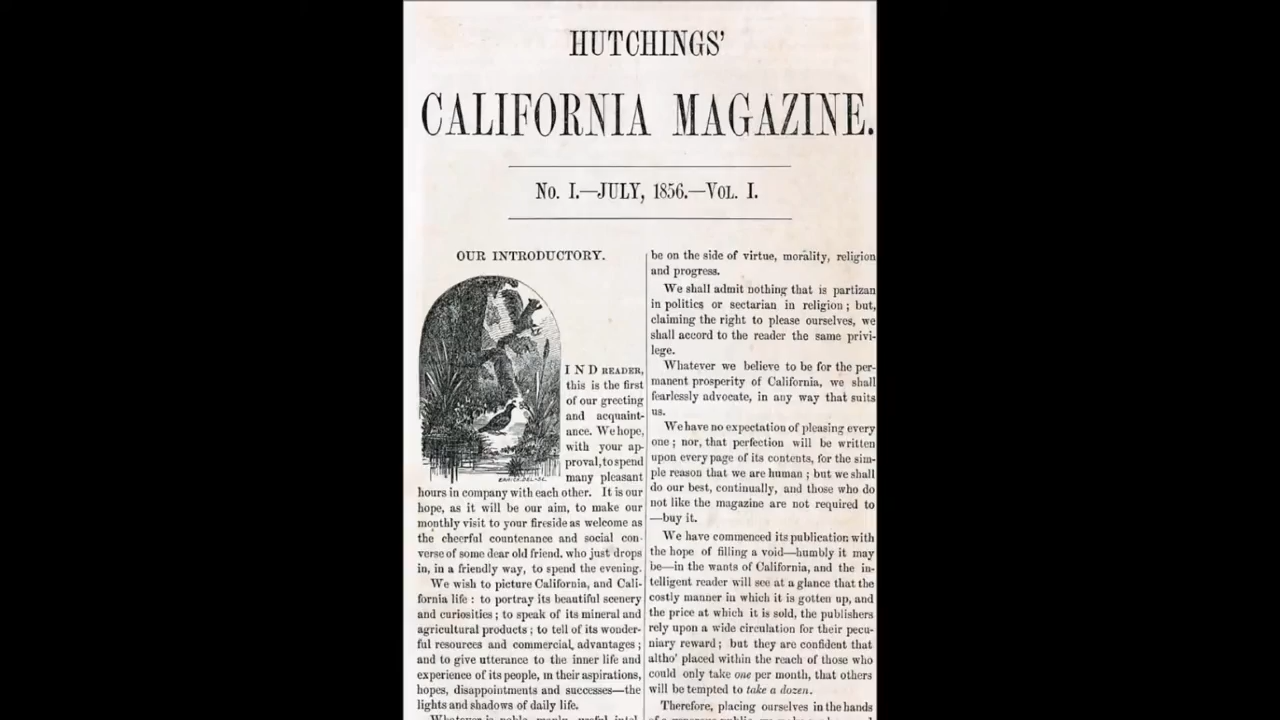 HUTCHINGS'
CALIFORNIA MAGAZINE.
No. I.—JULY, 1856.—Vol. I.
OUR INTRODUCTORY.
IND READER,
this is the first
of our greeting
and acquaint-
ance. We hope,
with your ap-
proval, to spend
many pleasant
hours in company with each other. It is our
hope, as it will be our aim, to make our
monthly visit to your fireside as welcome as
the cheerful countenance and social con-
verse of some dear old friend, who just drops
in, in a friendly way, to spend the evening.
We wish to picture California, and Cali-
fornia life : to portray its beautiful scenery
and curiosities ; to speak of its mineral and
agricultural products ; to tell of its wonder-
ful resources and commercial advantages ;
and to give utterance to the inner life and
experience of its people, in their aspirations,
hopes, disappointments and successes—the
lights and shadows of daily life.
Whatever is noble, manly, useful, intel-
be on the side of virtue, morality, religion
and progress.
We shall admit nothing that is partizan
in politics or sectarian in religion ; but,
claiming the right to please ourselves, we
shall accord to the reader the same privi-
lege.
Whatever we believe to be for the per-
manent prosperity of California, we shall
fearlessly advocate, in any way that suits
us.
We have no expectation of pleasing every
one ; nor, that perfection will be written
upon every page of its contents, for the sim-
ple reason that we are human ; but we shall
do our best, continually, and those who do
not like the magazine are not required to
—buy it.
We have commenced its publication with
the hope of filling a void—humbly it may
be—in the wants of California, and the in-
telligent reader will see at a glance that the
costly manner in which it is gotten up, and
the price at which it is sold, the publishers
rely upon a wide circulation for their pecu-
niary reward ; but they are confident that
altho' placed within the reach of those who
could only take one per month, that others
will be tempted to take a dozen.
Therefore, placing ourselves in the hands